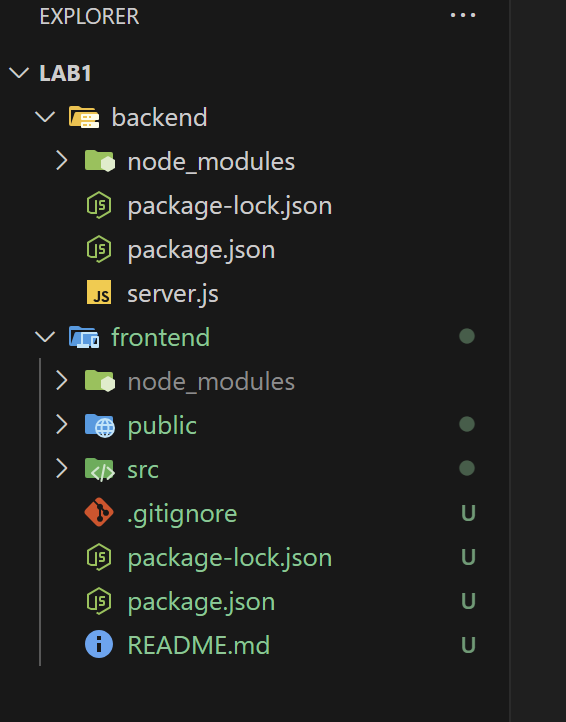 EXPLORER
LAB1
backend
node_modules
package-lock.json
package.json
JS server.js
frontend
node_modules
public
src
.gitignore U
package-lock.json U
package.json U
README.md U